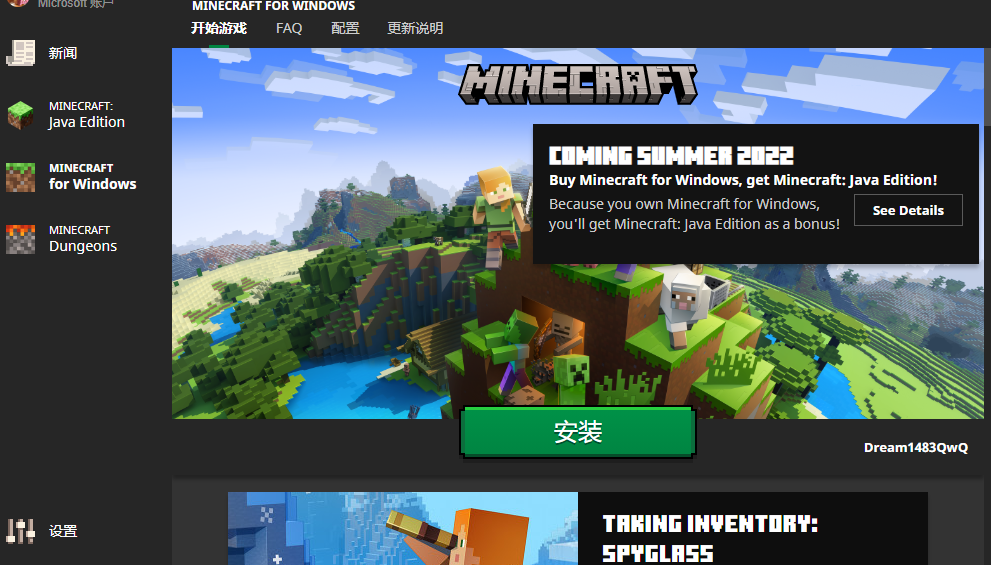 Microsoft 账户
新闻
MINECRAFT:
Java Edition
MINECRAFT
for Windows
MINECRAFT
Dungeons
设置
MINECRAFT FOR WINDOWS
开始游戏 FAQ 配置 更新说明
MINECRAFT
COMING SUMMER 2022
Buy Minecraft for Windows, get Minecraft: Java Edition!
Because you own Minecraft for Windows,
you'll get Minecraft: Java Edition as a bonus!
See Details
安装
Dream1483QwQ
TAKING INVENTORY:
SPYGLASS